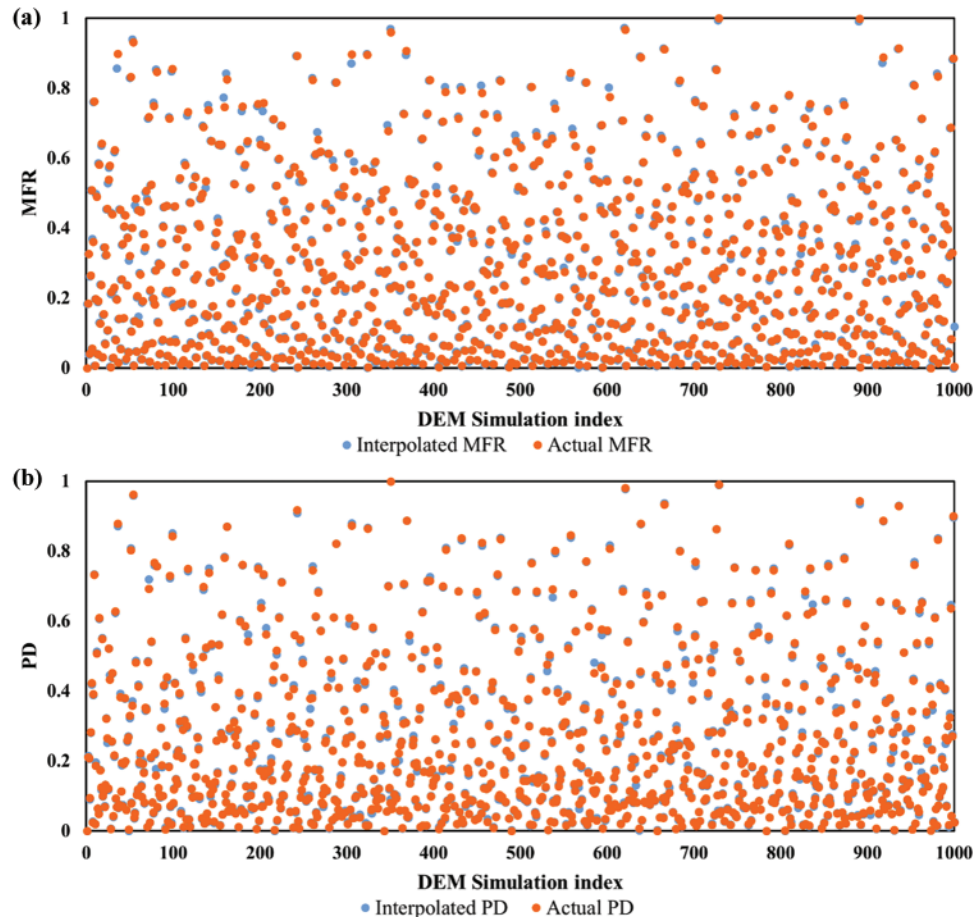 (a)
1
0.8
0.6
0.4
0.2
0
MFR
0 100 200 300 400 500 600 700 800 900 1000
DEM Simulation index
Interpolated MFR Actual MFR
(b)
1
0.8
0.6
0.4
0.2
0
PD
0 100 200 300 400 500 600 700 800 900 1000
DEM Simulation index
Interpolated PD Actual PD